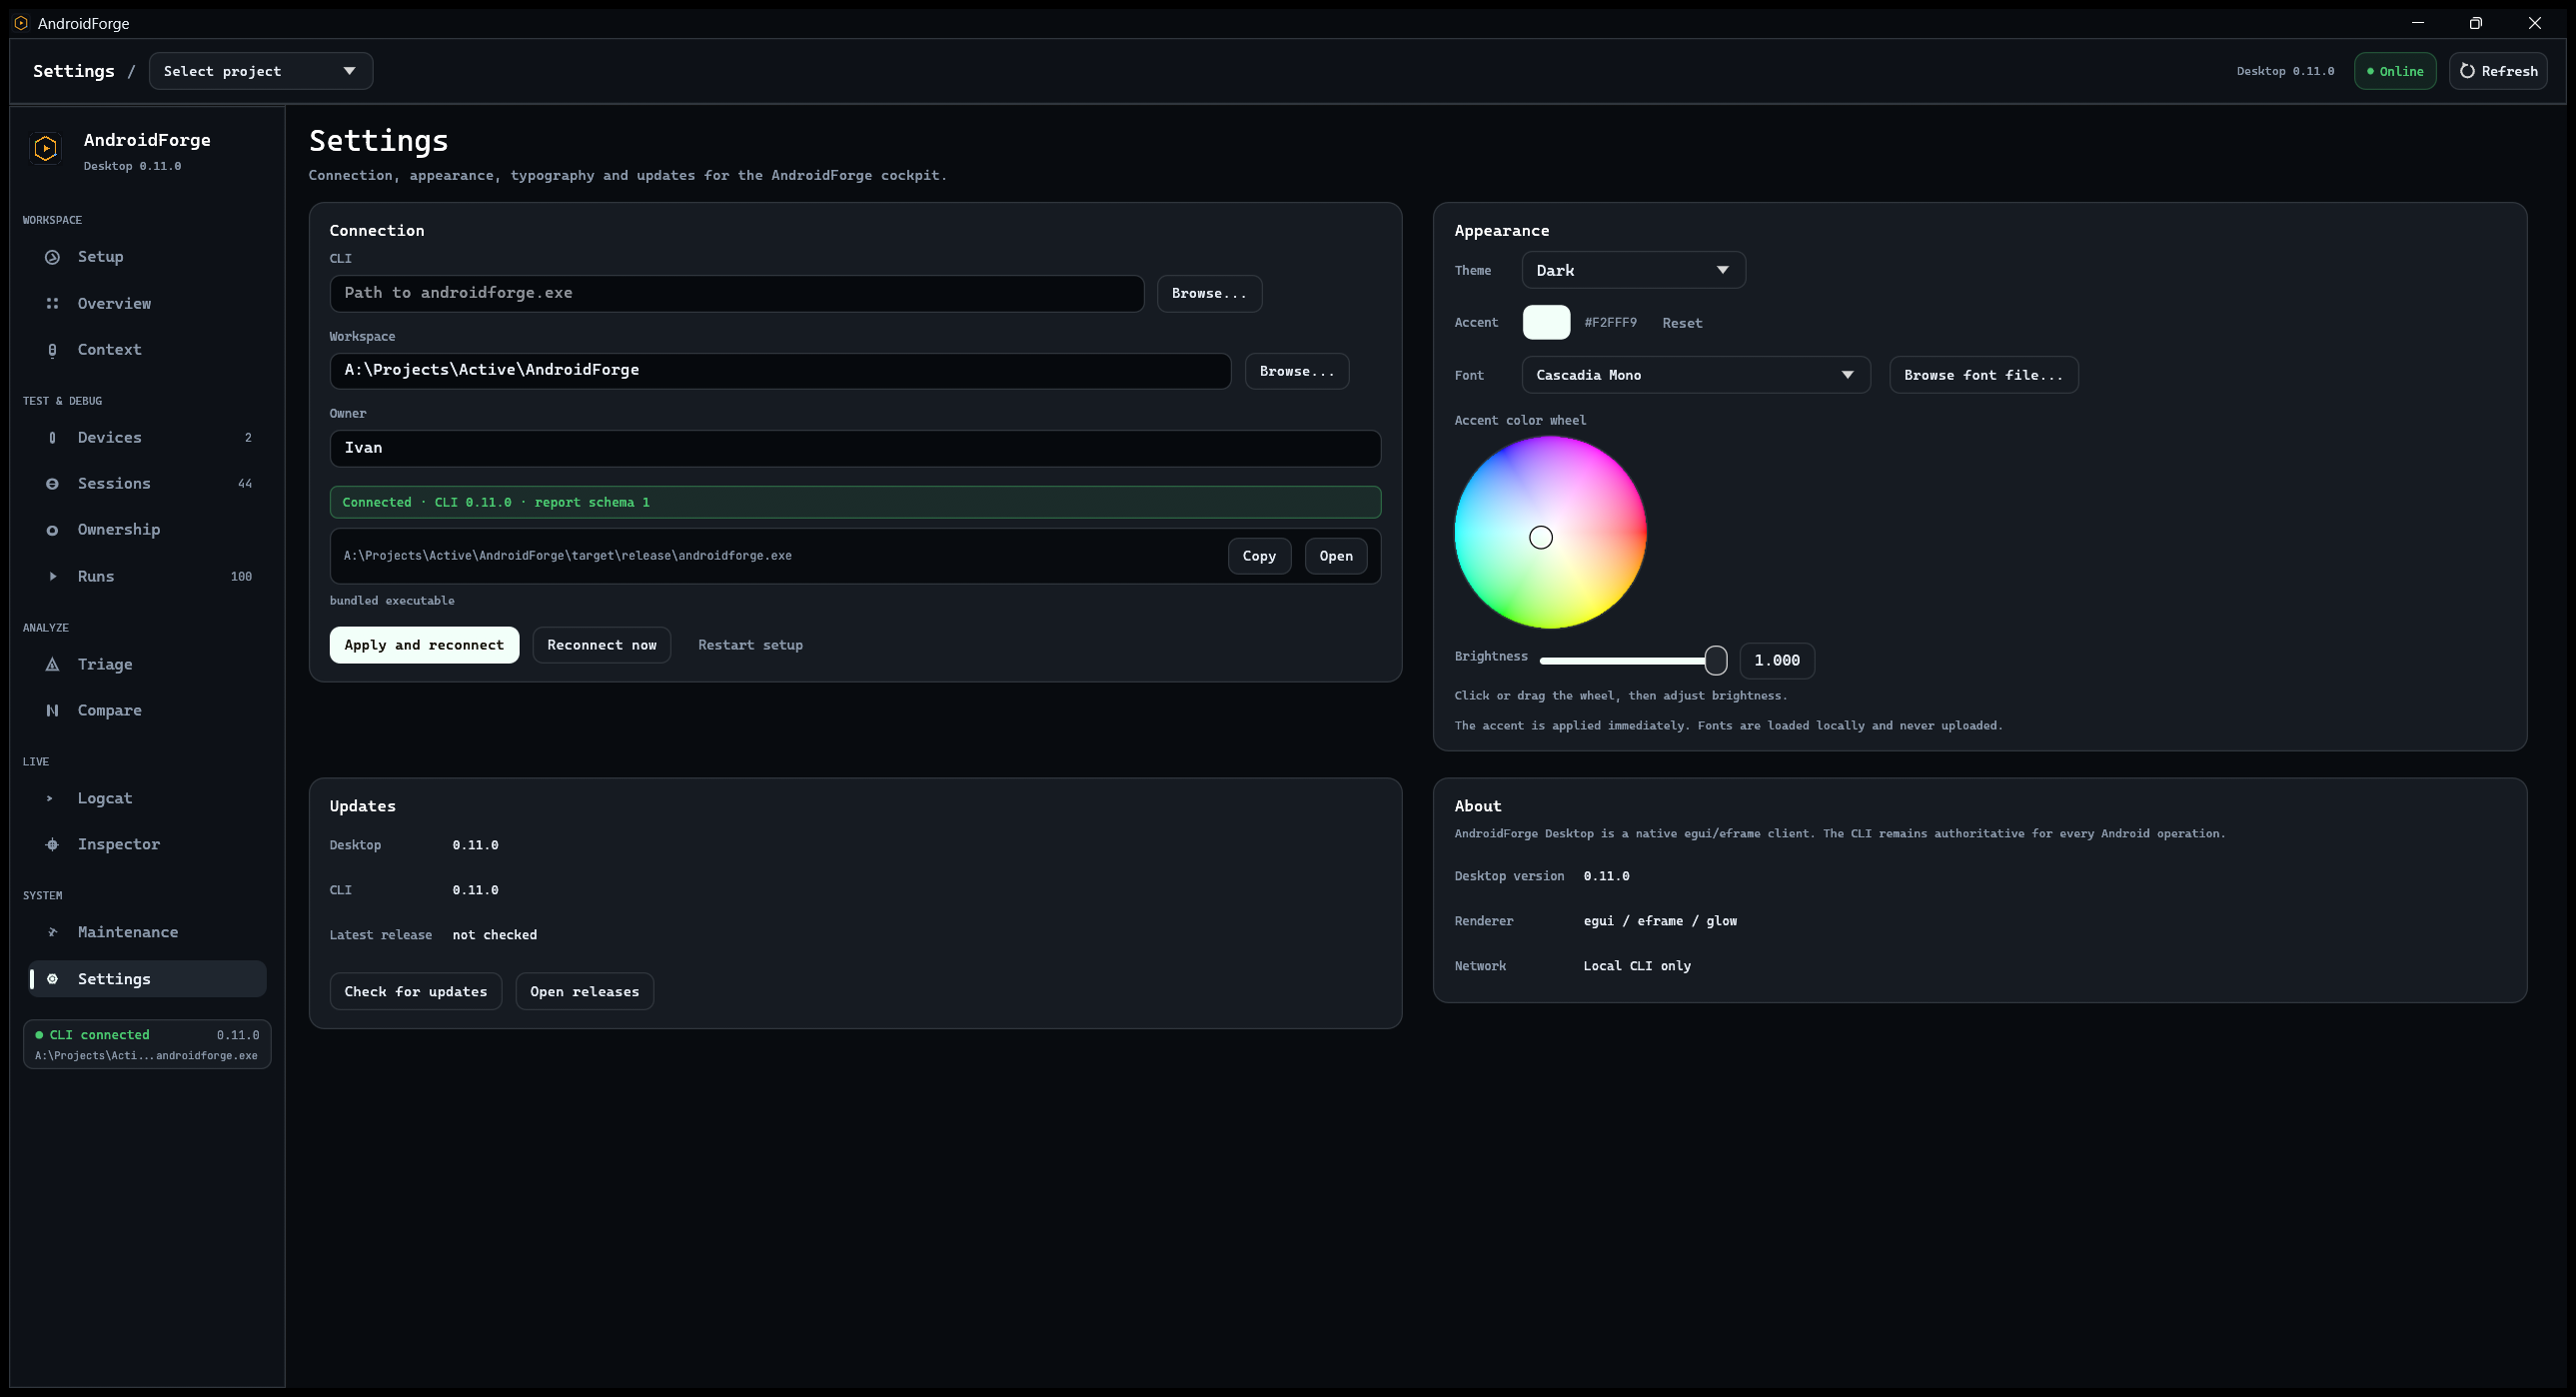 AndroidForge
Settings / Select project
Desktop 0.11.0 Online Refresh
AndroidForge
Desktop 0.11.0
WORKSPACE
Setup
Overview
Context
TEST & DEBUG
Devices 2
Sessions 44
Ownership
Runs 100
ANALYZE
Triage
Compare
LIVE
Logcat
Inspector
SYSTEM
Maintenance
Settings
CLI connected 0.11.0
A:\Projects\Acti...androidforge.exe
Settings
Connection, appearance, typography and updates for the AndroidForge cockpit.
Connection
CLI
Path to androidforge.exe Browse...
Workspace
A:\Projects\Active\AndroidForge Browse...
Owner
Ivan
Connected · CLI 0.11.0 · report schema 1
A:\Projects\Active\AndroidForge\target\release\androidforge.exe Copy Open
bundled executable
Apply and reconnect Reconnect now Restart setup
Appearance
Theme Dark
Accent #F2FFF9 Reset
Font Cascadia Mono Browse font file...
Accent color wheel
Brightness 1.000
Click or drag the wheel, then adjust brightness.
The accent is applied immediately. Fonts are loaded locally and never uploaded.
Updates
Desktop 0.11.0
CLI 0.11.0
Latest release not checked
Check for updates Open releases
About
AndroidForge Desktop is a native egui/eframe client. The CLI remains authoritative for every Android operation.
Desktop version 0.11.0
Renderer egui / eframe / glow
Network Local CLI only